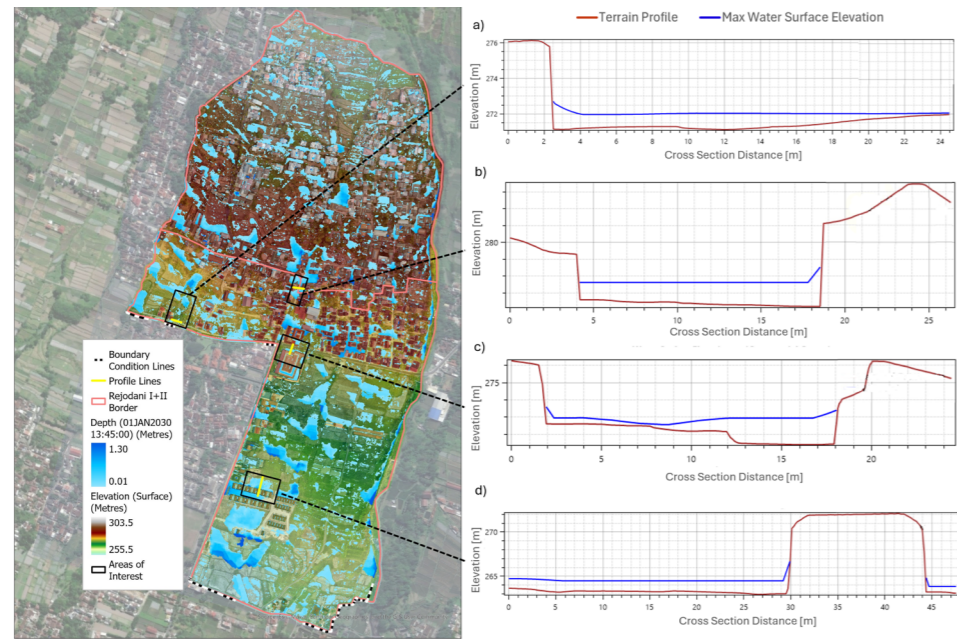 Terrain Profile
Max Water Surface Elevation
a)
276
274
272
Elevation [m]
0 2 4 6 8 10 12 14 16 18 20 22 24
Cross Section Distance [m]
b)
280
Elevation [m]
0 5 10 15 20 25
Cross Section Distance [m]
c)
275
Elevation [m]
0 5 10 15 20
Cross Section Distance [m]
d)
270
265
Elevation [m]
0 5 10 15 20 25 30 35 40 45
Cross Section Distance [m]
Boundary
Condition Lines
Profile Lines
Rejodani I+II
Border
Depth (01JAN2030
13:45:00) (Metres)
1.30
0.01
Elevation (Surface)
(Metres)
303.5
255.5
Areas of
Interest